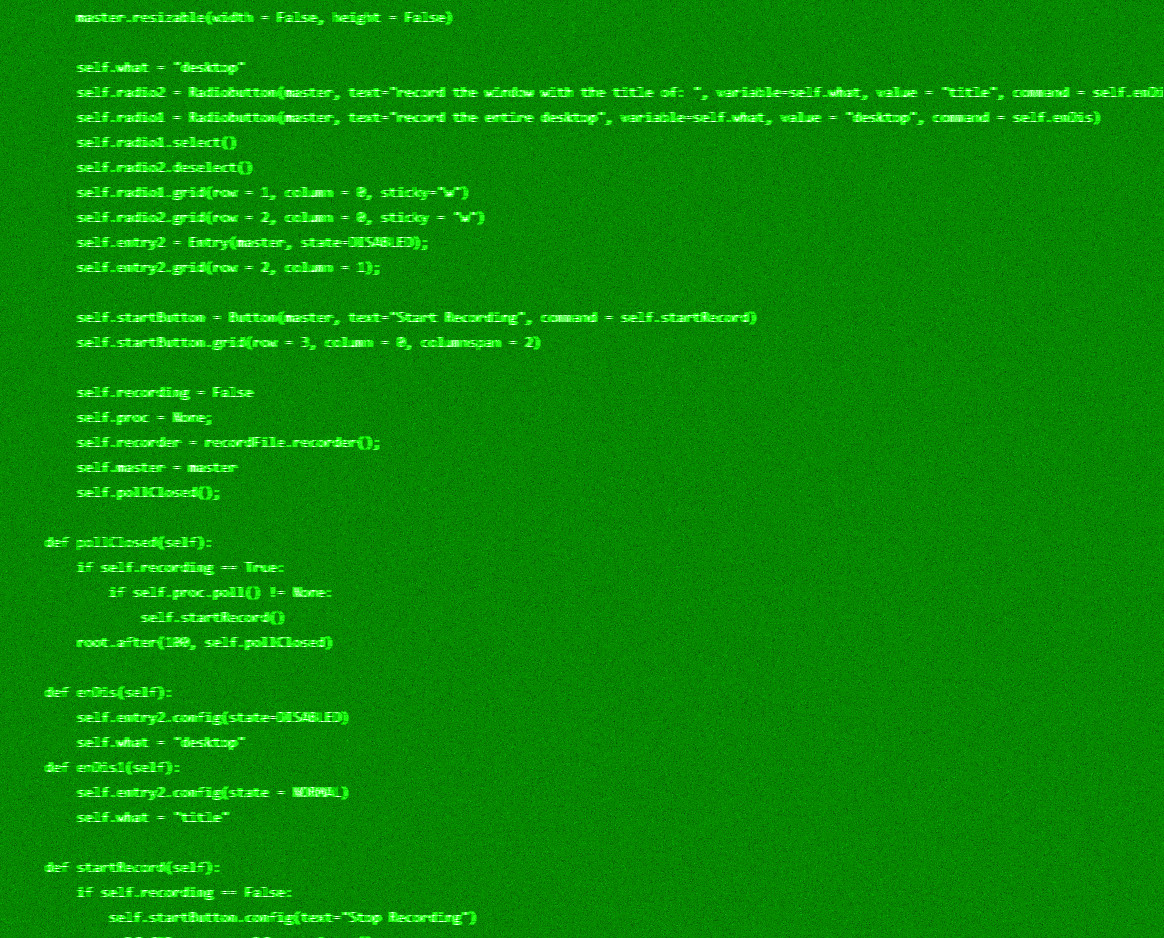 master.resizable(width = False, height = False)
self.what = "desktop"
self.radio2 = Radiobutton(master, text="record the window with the title of: ", variable=self.what, value = "title", command = self.enDi
self.radio1 = Radiobutton(master, text="record the entire desktop", variable=self.what, value = "desktop", command = self.enDis)
self.radio1.select()
self.radio2.deselect()
self.radio1.grid(row = 1, column = 0, sticky="w")
self.radio2.grid(row = 2, column = 0, sticky = "w")
self.entry2 = Entry(master, state=DISABLED);
self.entry2.grid(row = 2, column = 1);
self.startButton = Button(master, text="Start Recording", command = self.startRecord)
self.startButton.grid(row = 3, column = 0, columnspan = 2)
self.recording = False
self.proc = None;
self.recorder = recordFile.recorder();
self.master = master
self.pollClosed();
def pollClosed(self):
if self.recording == True:
if self.proc.poll() != None:
self.startRecord()
root.after(100, self.pollClosed)
def enDis(self):
self.entry2.config(state=DISABLED)
self.what = "desktop"
def enDis1(self):
self.entry2.config(state = NORMAL)
self.what = "title"
def startRecord(self):
if self.recording == False:
self.startButton.config(text="Stop Recording")